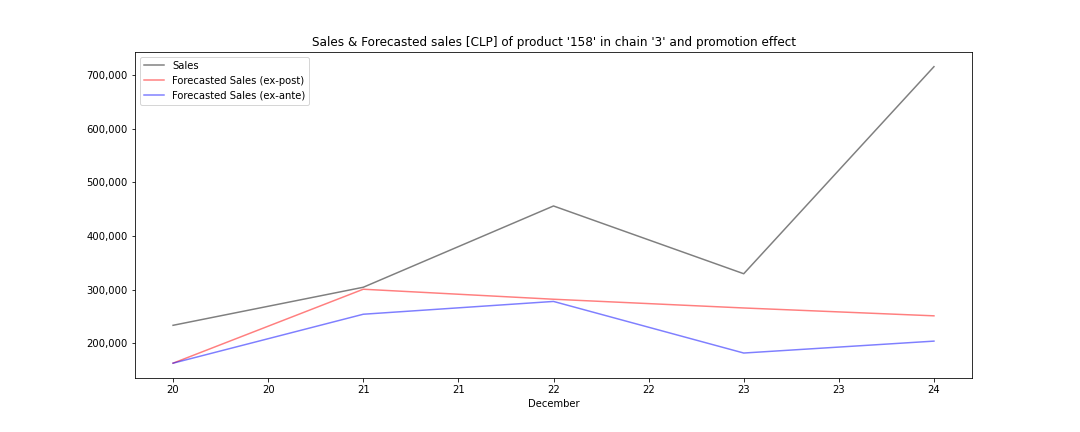 Sales & Forecasted sales [CLP] of product '158' in chain '3' and promotion effect
Sales
Forecasted Sales (ex-post)
Forecasted Sales (ex-ante)
700,000
600,000
500,000
400,000
300,000
200,000
20 20 21 21 22 22 23 23 24
December